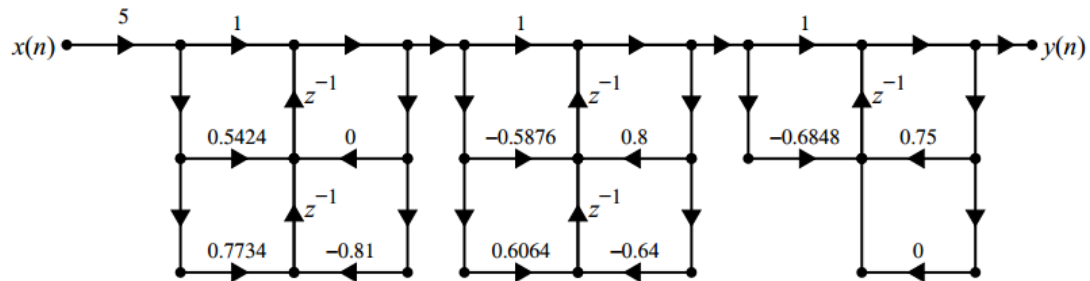 5 1 1 1
x(n) y(n)
z⁻¹ z⁻¹ z⁻¹
0.5424 0 −0.5876 0.8 −0.6848 0.75
z⁻¹ z⁻¹
0.7734 −0.81 0.6064 −0.64 0